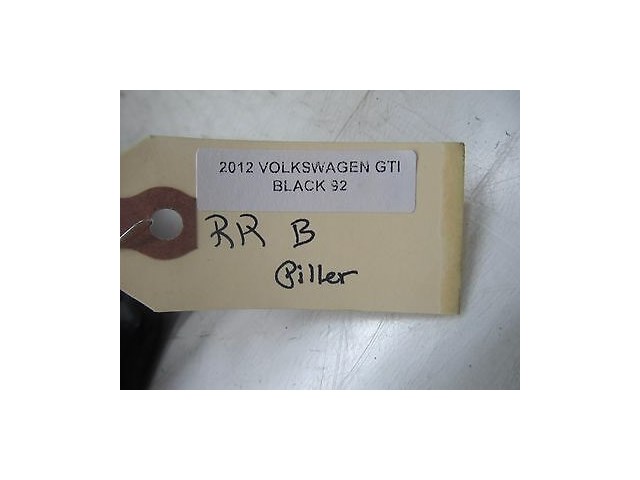 2012 VOLKSWAGEN GTI
BLACK 92
RR B
Piller